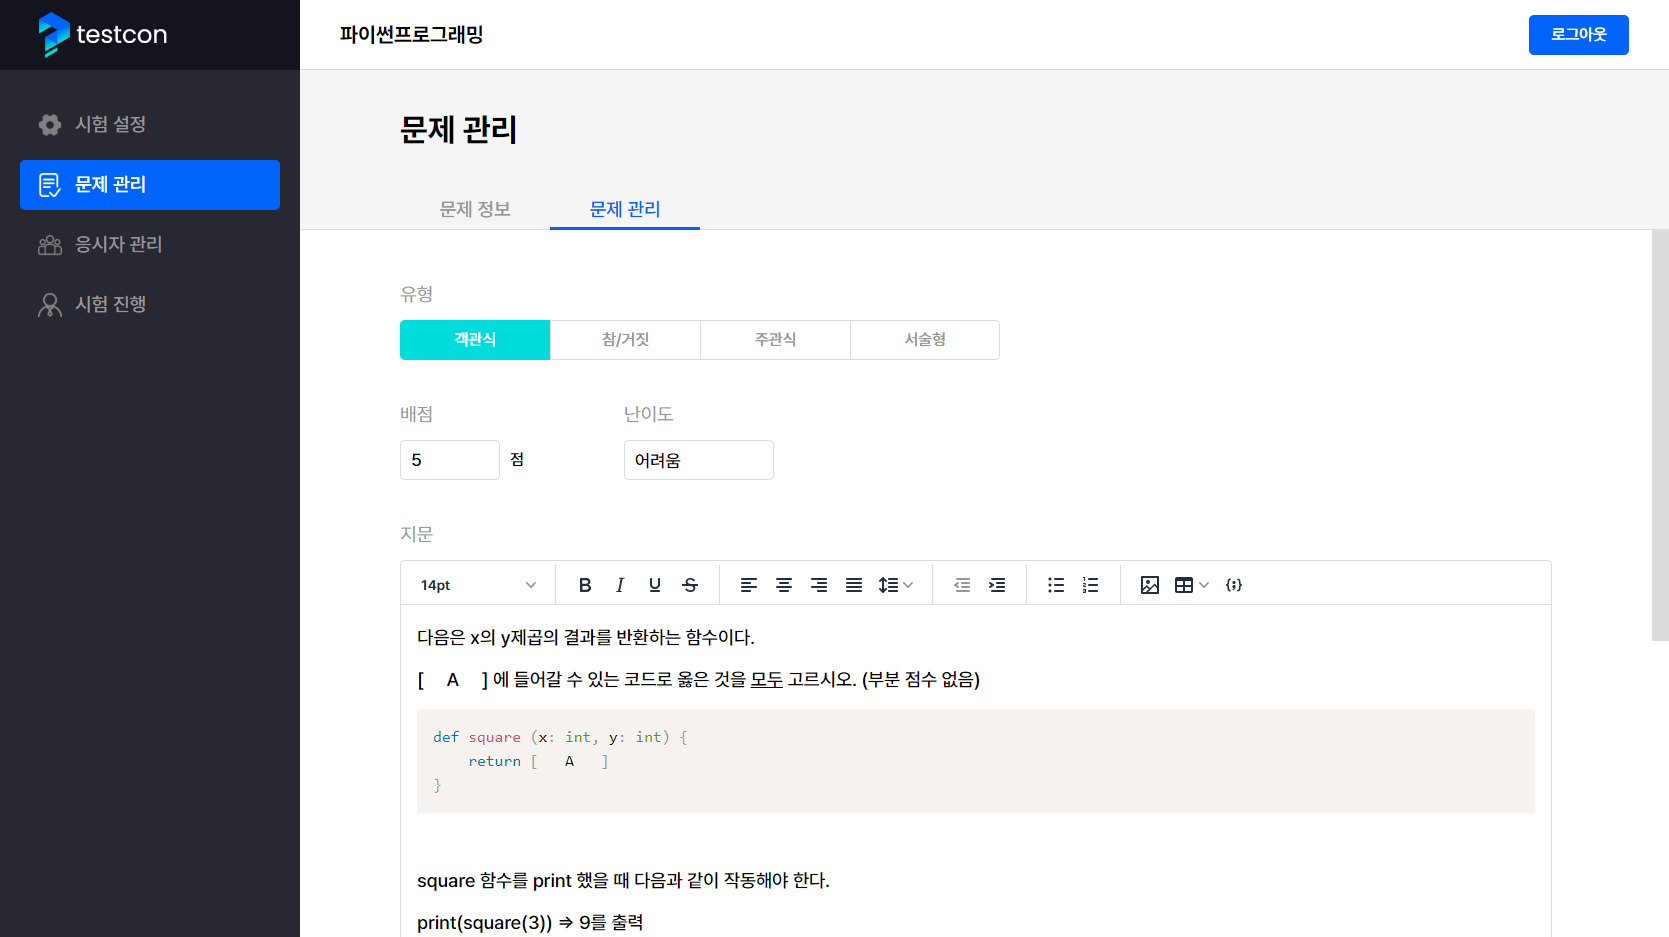 testcon
파이썬프로그래밍
로그아웃
시험 설정
문제 관리
응시자 관리
시험 진행
문제 관리
문제 정보
문제 관리
유형
객관식
참/거짓
주관식
서술형
배점
난이도
5
점
어려움
지문
14pt
다음은 x의 y제곱의 결과를 반환하는 함수이다.
[ A ] 에 들어갈 수 있는 코드로 옳은 것을 모두 고르시오. (부분 점수 없음)
def square (x: int, y: int) {
return [ A ]
}
square 함수를 print 했을 때 다음과 같이 작동해야 한다.
print(square(3)) => 9를 출력